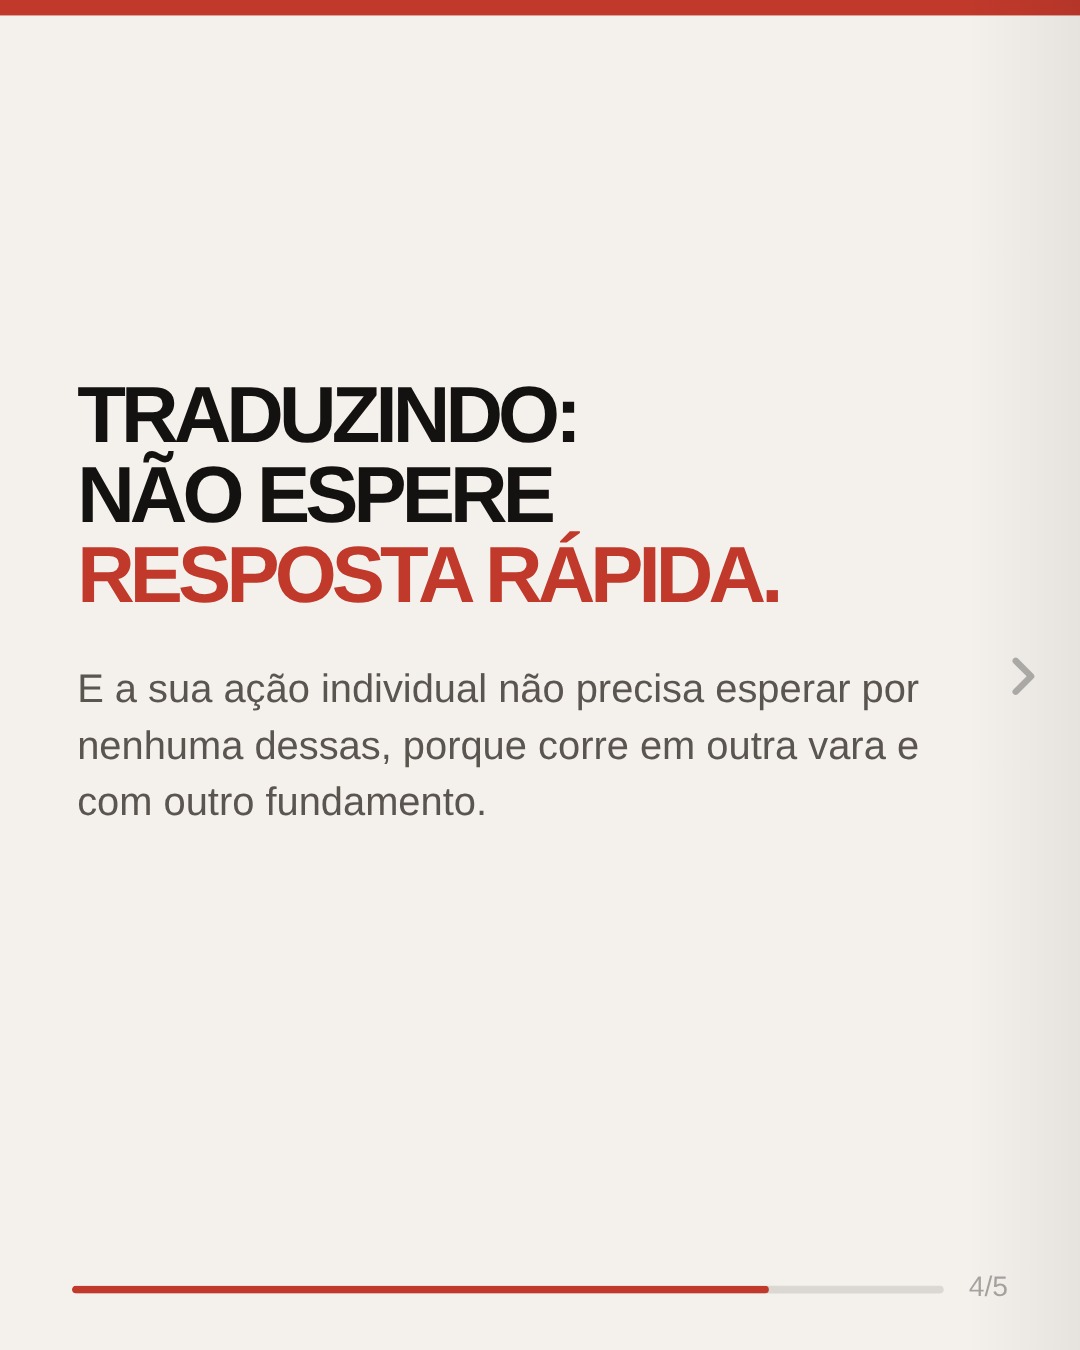 TRADUZINDO:
NÃO ESPERE
RESPOSTA RÁPIDA.
E a sua ação individual não precisa esperar por
nenhuma dessas, porque corre em outra vara e
com outro fundamento.
4/5